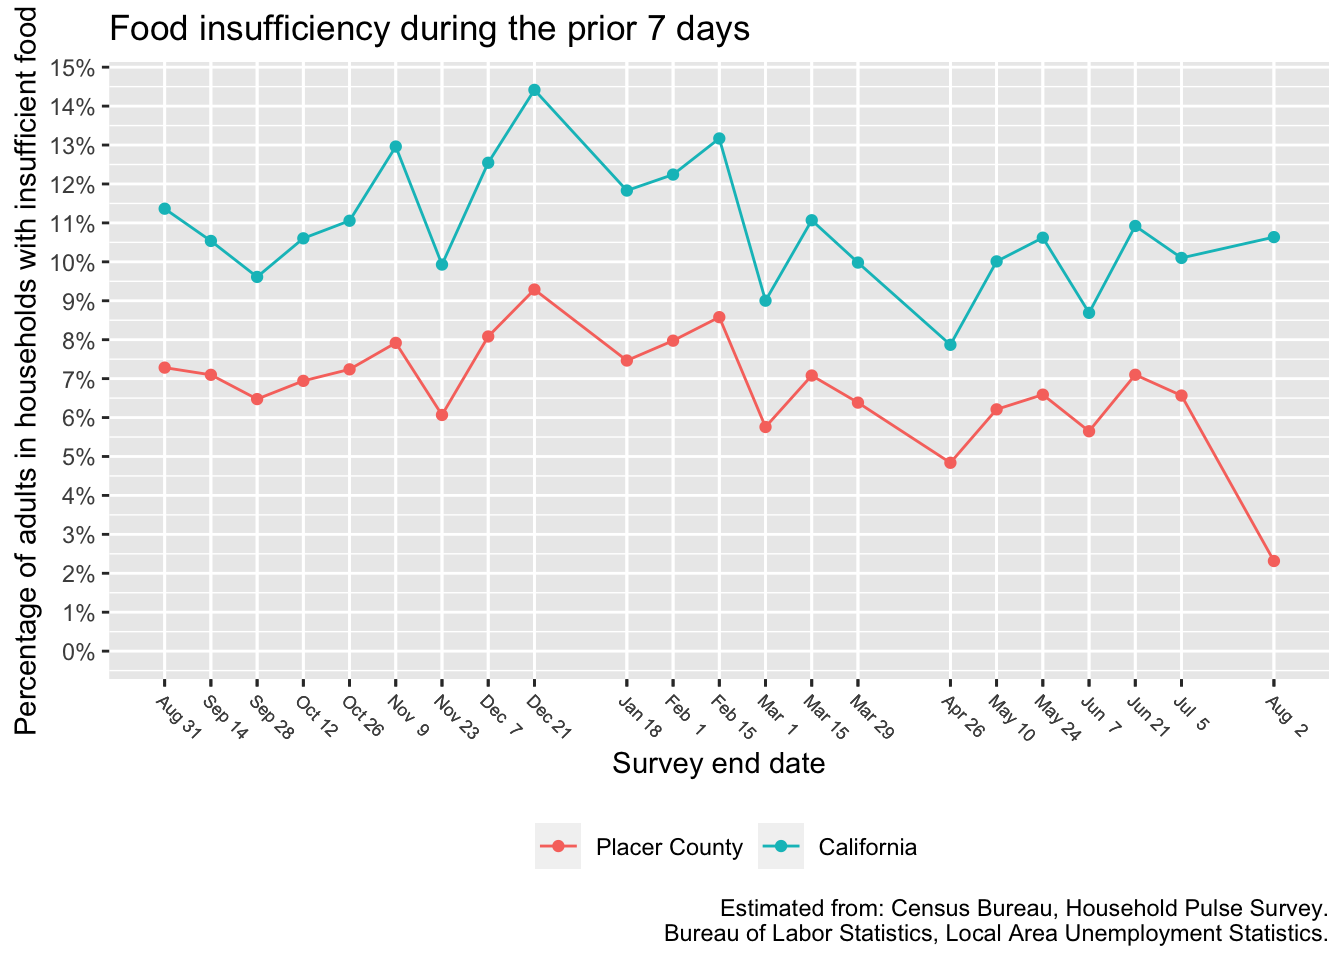 Food insufficiency during the prior 7 days
Percentage of adults in households with insufficient food
15%
14%
13%
12%
11%
10%
9%
8%
7%
6%
5%
4%
3%
2%
1%
0%
Aug 31
Sep 14
Sep 28
Oct 12
Oct 26
Nov 9
Nov 23
Dec 7
Dec 21
Jan 18
Feb 1
Feb 15
Mar 1
Mar 15
Mar 29
Apr 26
May 10
May 24
Jun 7
Jun 21
Jul 5
Aug 2
Survey end date
Placer County
California
Estimated from: Census Bureau, Household Pulse Survey.
Bureau of Labor Statistics, Local Area Unemployment Statistics.